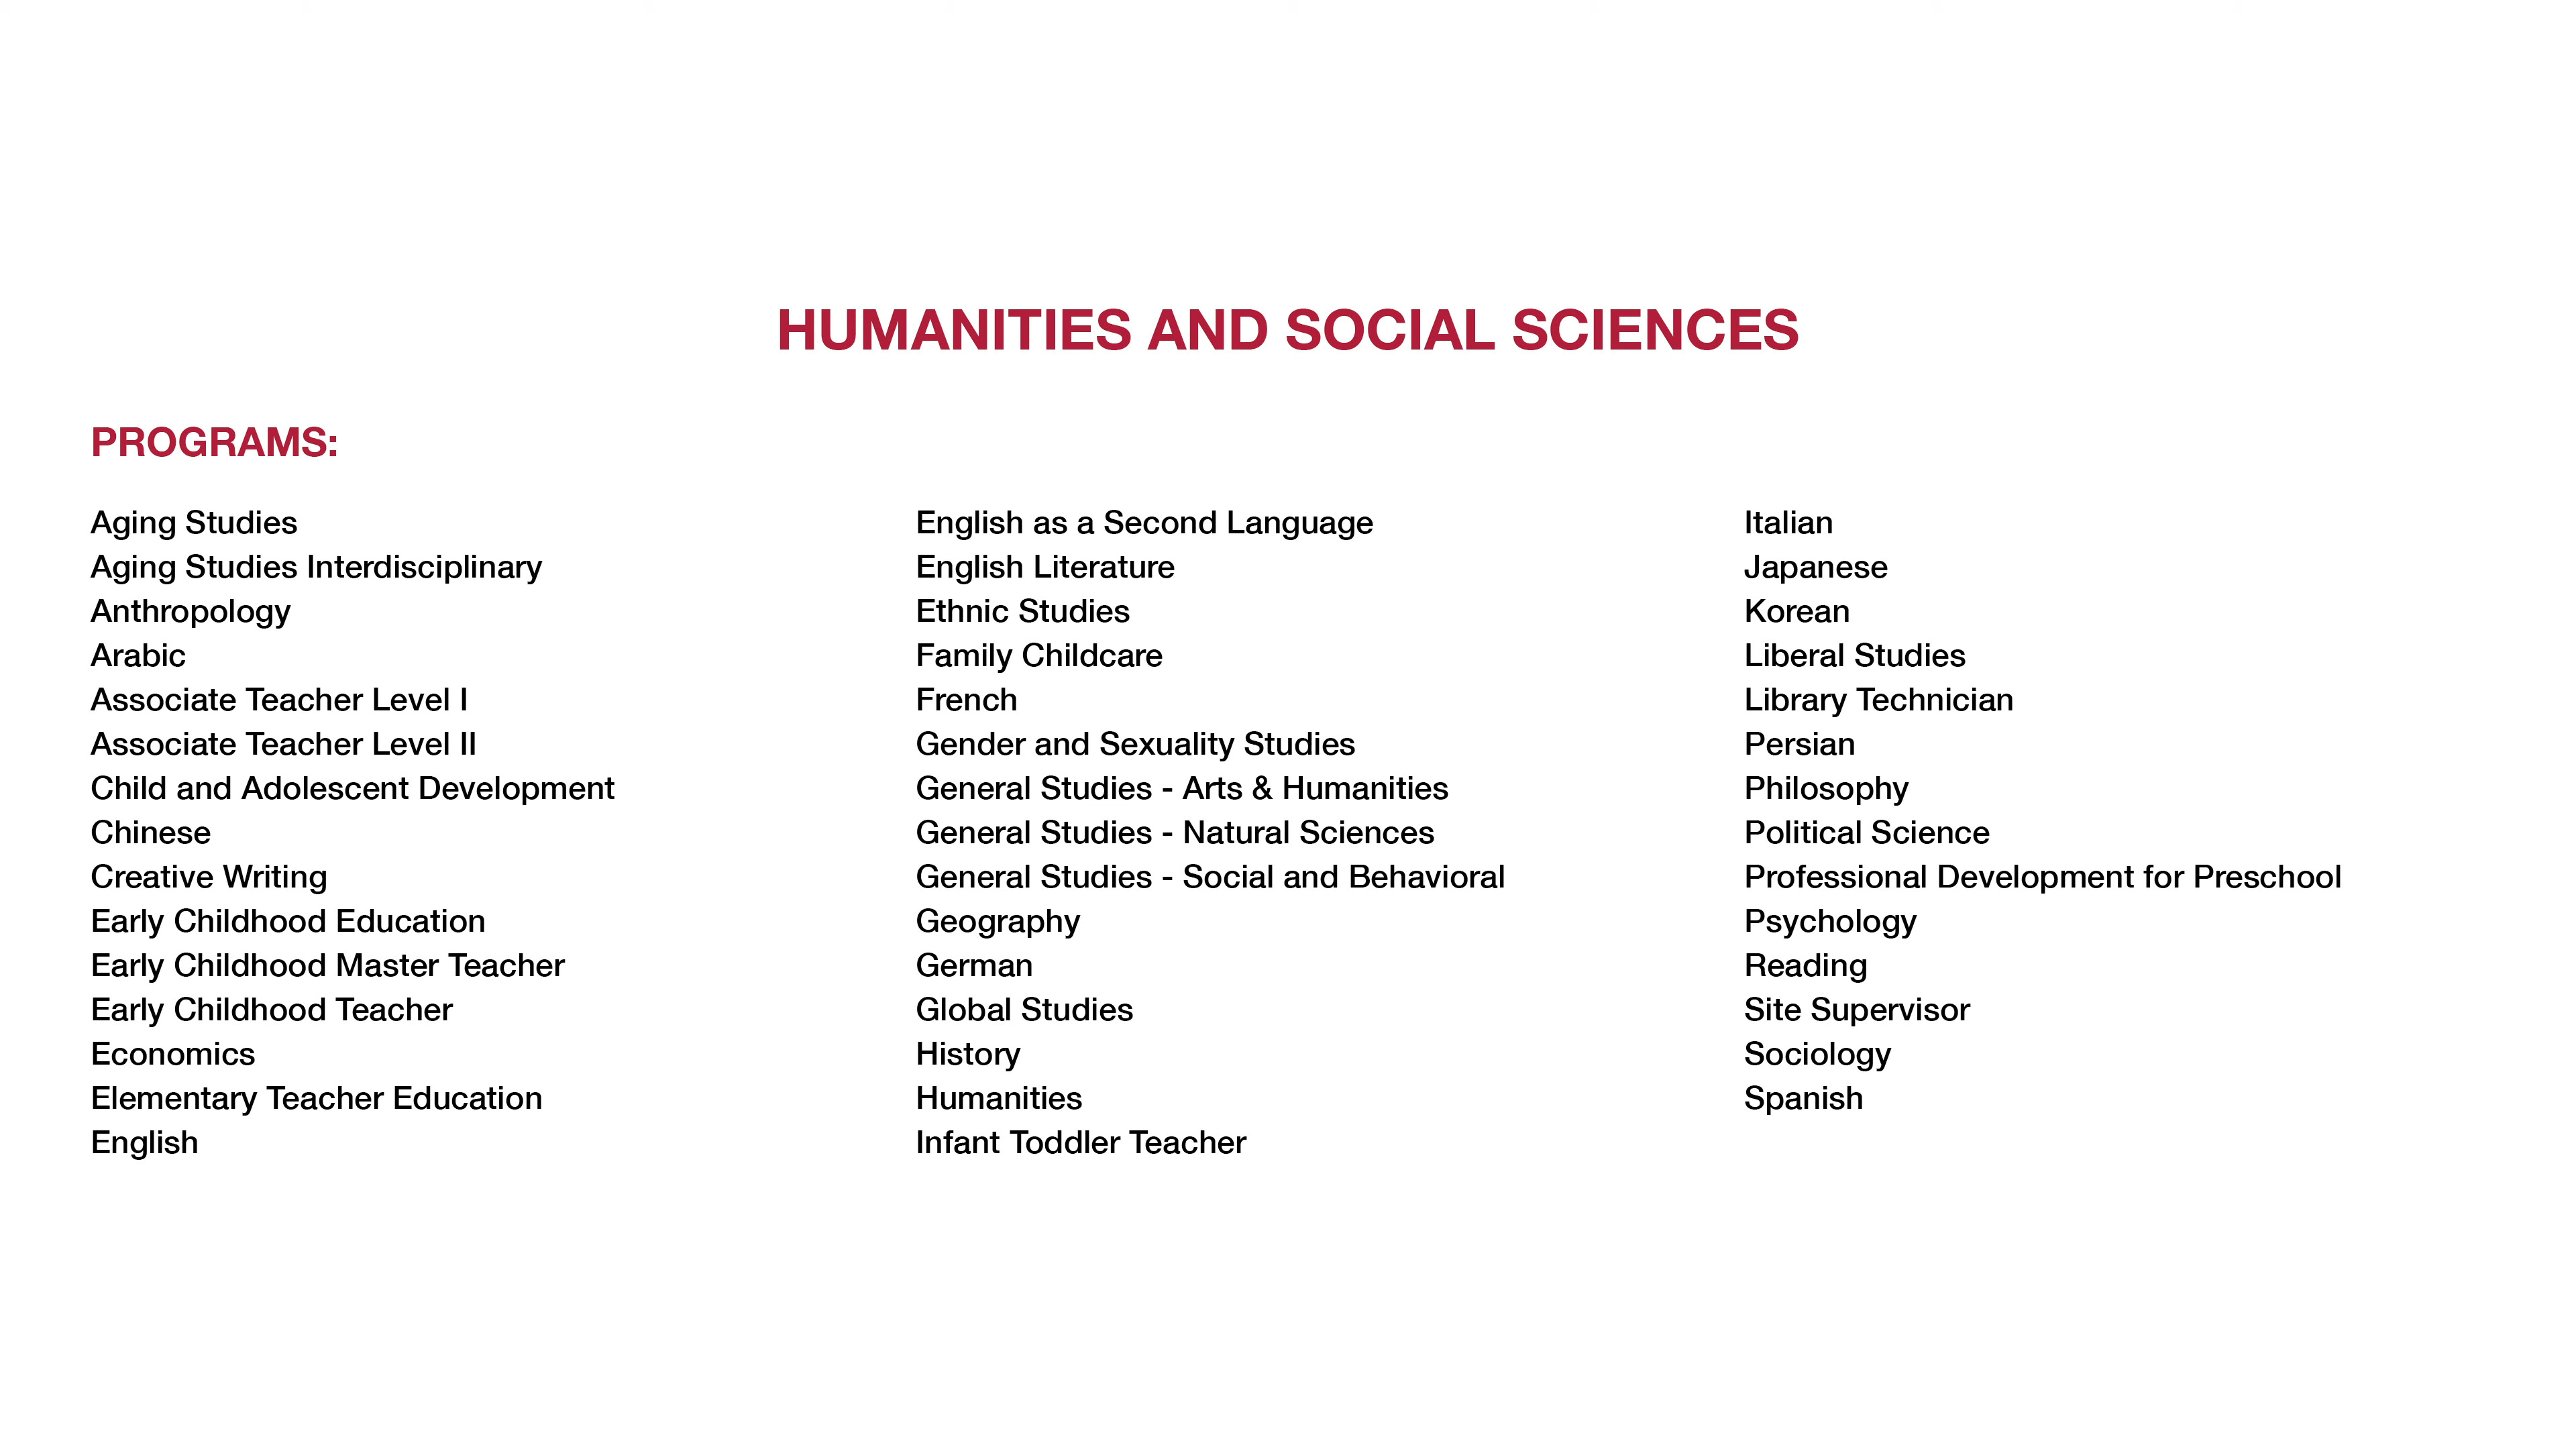 HUMANITIES AND SOCIAL SCIENCES
PROGRAMS:
Aging Studies
Aging Studies Interdisciplinary
Anthropology
Arabic
Associate Teacher Level I
Associate Teacher Level II
Child and Adolescent Development
Chinese
Creative Writing
Early Childhood Education
Early Childhood Master Teacher
Early Childhood Teacher
Economics
Elementary Teacher Education
English
English as a Second Language
English Literature
Ethnic Studies
Family Childcare
French
Gender and Sexuality Studies
General Studies - Arts & Humanities
General Studies - Natural Sciences
General Studies - Social and Behavioral
Geography
German
Global Studies
History
Humanities
Infant Toddler Teacher
Italian
Japanese
Korean
Liberal Studies
Library Technician
Persian
Philosophy
Political Science
Professional Development for Preschool
Psychology
Reading
Site Supervisor
Sociology
Spanish